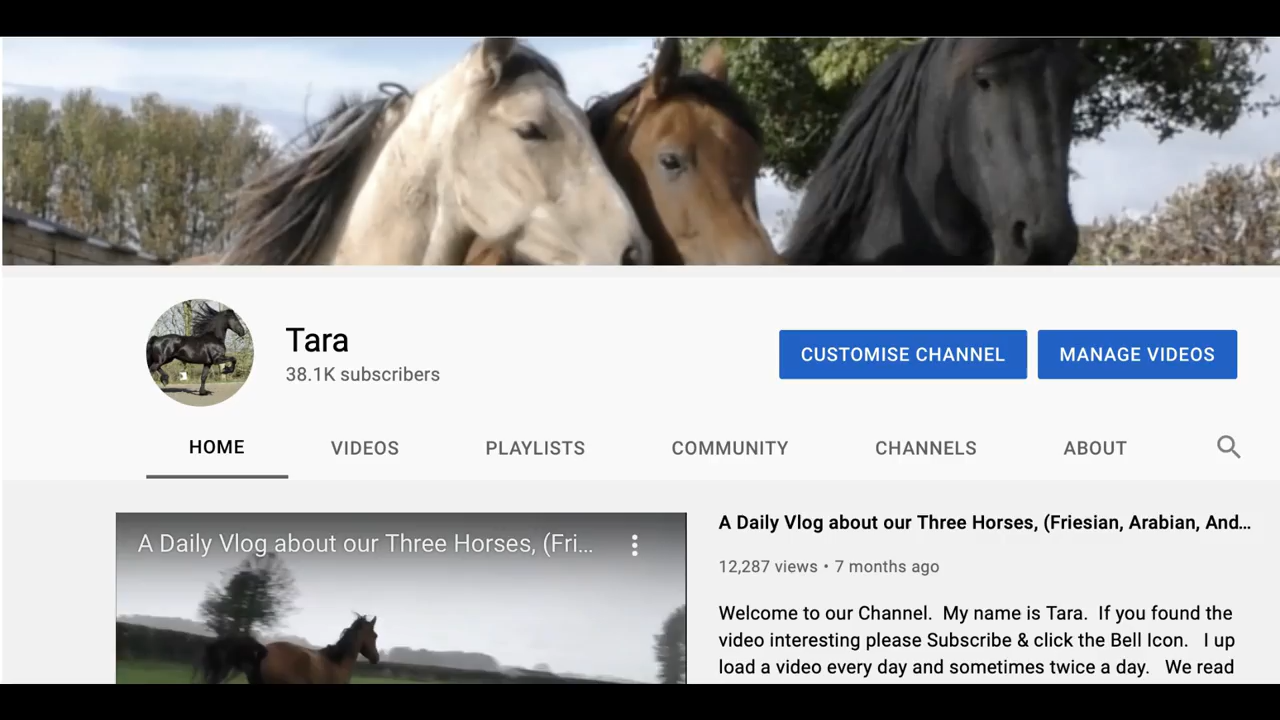 Tara
38.1K subscribers
CUSTOMISE CHANNEL
MANAGE VIDEOS
HOME
VIDEOS
PLAYLISTS
COMMUNITY
CHANNELS
ABOUT
A Daily Vlog about our Three Horses, (Fri...
A Daily Vlog about our Three Horses, (Friesian, Arabian, And...
12,287 views • 7 months ago
Welcome to our Channel. My name is Tara. If you found the
video interesting please Subscribe & click the Bell Icon. I up
load a video every day and sometimes twice a day. We read